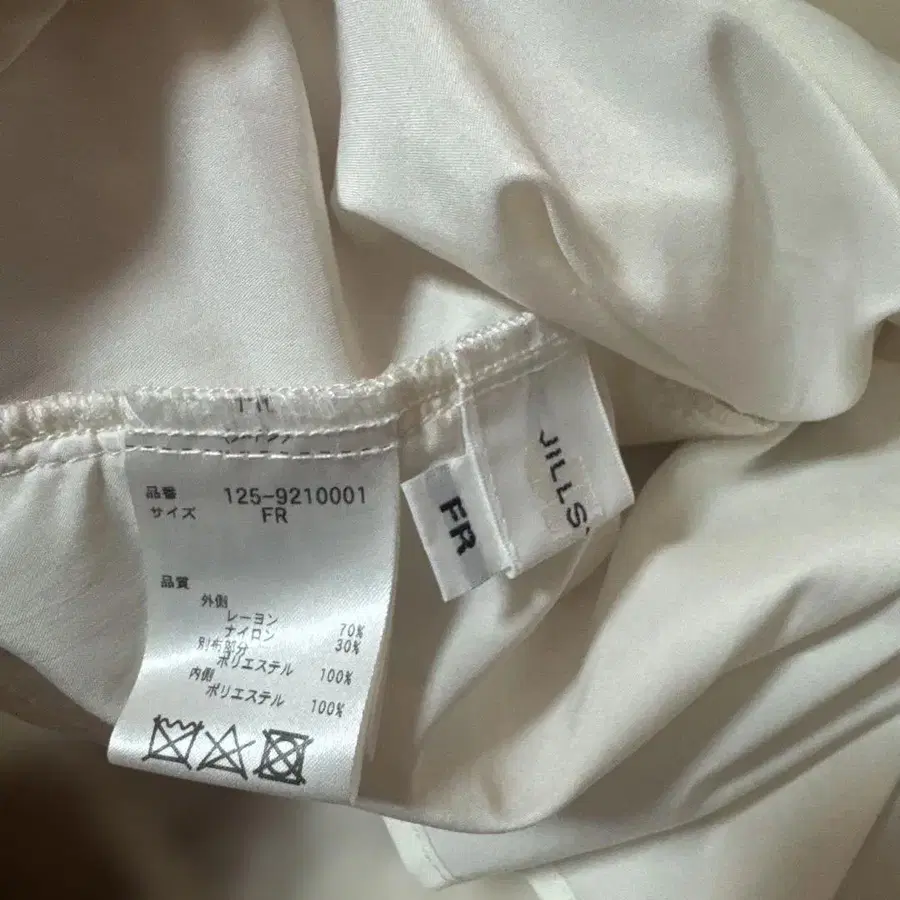 品番 125-9210001
サイズ FR
品質
外側
レーヨン 70%
ナイロン 30%
別布部分
ポリエステル 100%
内側
ポリエステル 100%
FR
JILLS